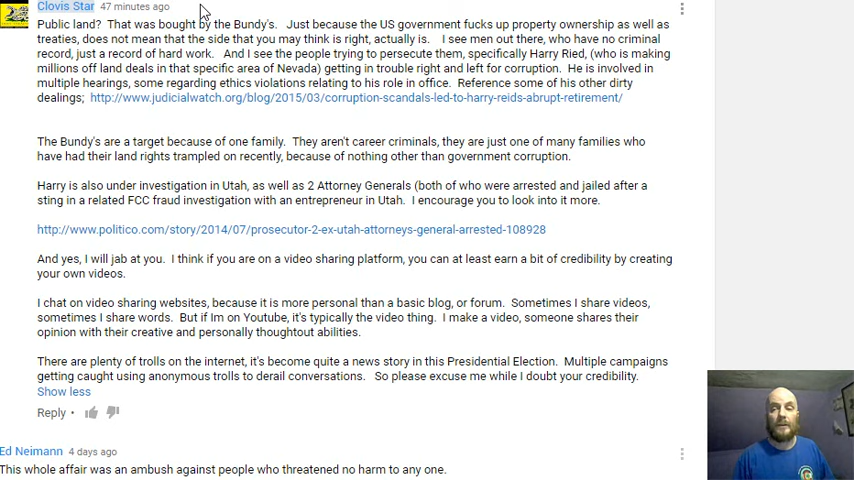 Clovis Star 47 minutes ago
Public land? That was bought by the Bundy's. Just because the US government fucks up property ownership as well as
treaties, does not mean that the side that you may think is right, actually is. I see men out there, who have no criminal
record, just a record of hard work. And I see the people trying to persecute them, specifically Harry Ried, (who is making
millions off land deals in that specific area of Nevada) getting in trouble right and left for corruption. He is involved in
multiple hearings, some regarding ethics violations relating to his role in office. Reference some of his other dirty
dealings; http://www.judicialwatch.org/blog/2015/03/corruption-scandals-led-to-harry-reids-abrupt-retirement/
The Bundy's are a target because of one family. They aren't career criminals, they are just one of many families who
have had their land rights trampled on recently, because of nothing other than government corruption.
Harry is also under investigation in Utah, as well as 2 Attorney Generals (both of who were arrested and jailed after a
sting in a related FCC fraud investigation with an entrepreneur in Utah. I encourage you to look into it more.
http://www.politico.com/story/2014/07/prosecutor-2-ex-utah-attorneys-general-arrested-108928
And yes, I will jab at you. I think if you are on a video sharing platform, you can at least earn a bit of credibility by creating
your own videos.
I chat on video sharing websites, because it is more personal than a basic blog, or forum. Sometimes I share videos,
sometimes I share words. But if Im on Youtube, it's typically the video thing. I make a video, someone shares their
opinion with their creative and personally thoughtout abilities.
There are plenty of trolls on the internet, it's become quite a news story in this Presidential Election. Multiple campaigns
getting caught using anonymous trolls to derail conversations. So please excuse me while I doubt your credibility.
Show less
Reply •
Ed Neimann 4 days ago
This whole affair was an ambush against people who threatened no harm to any one.